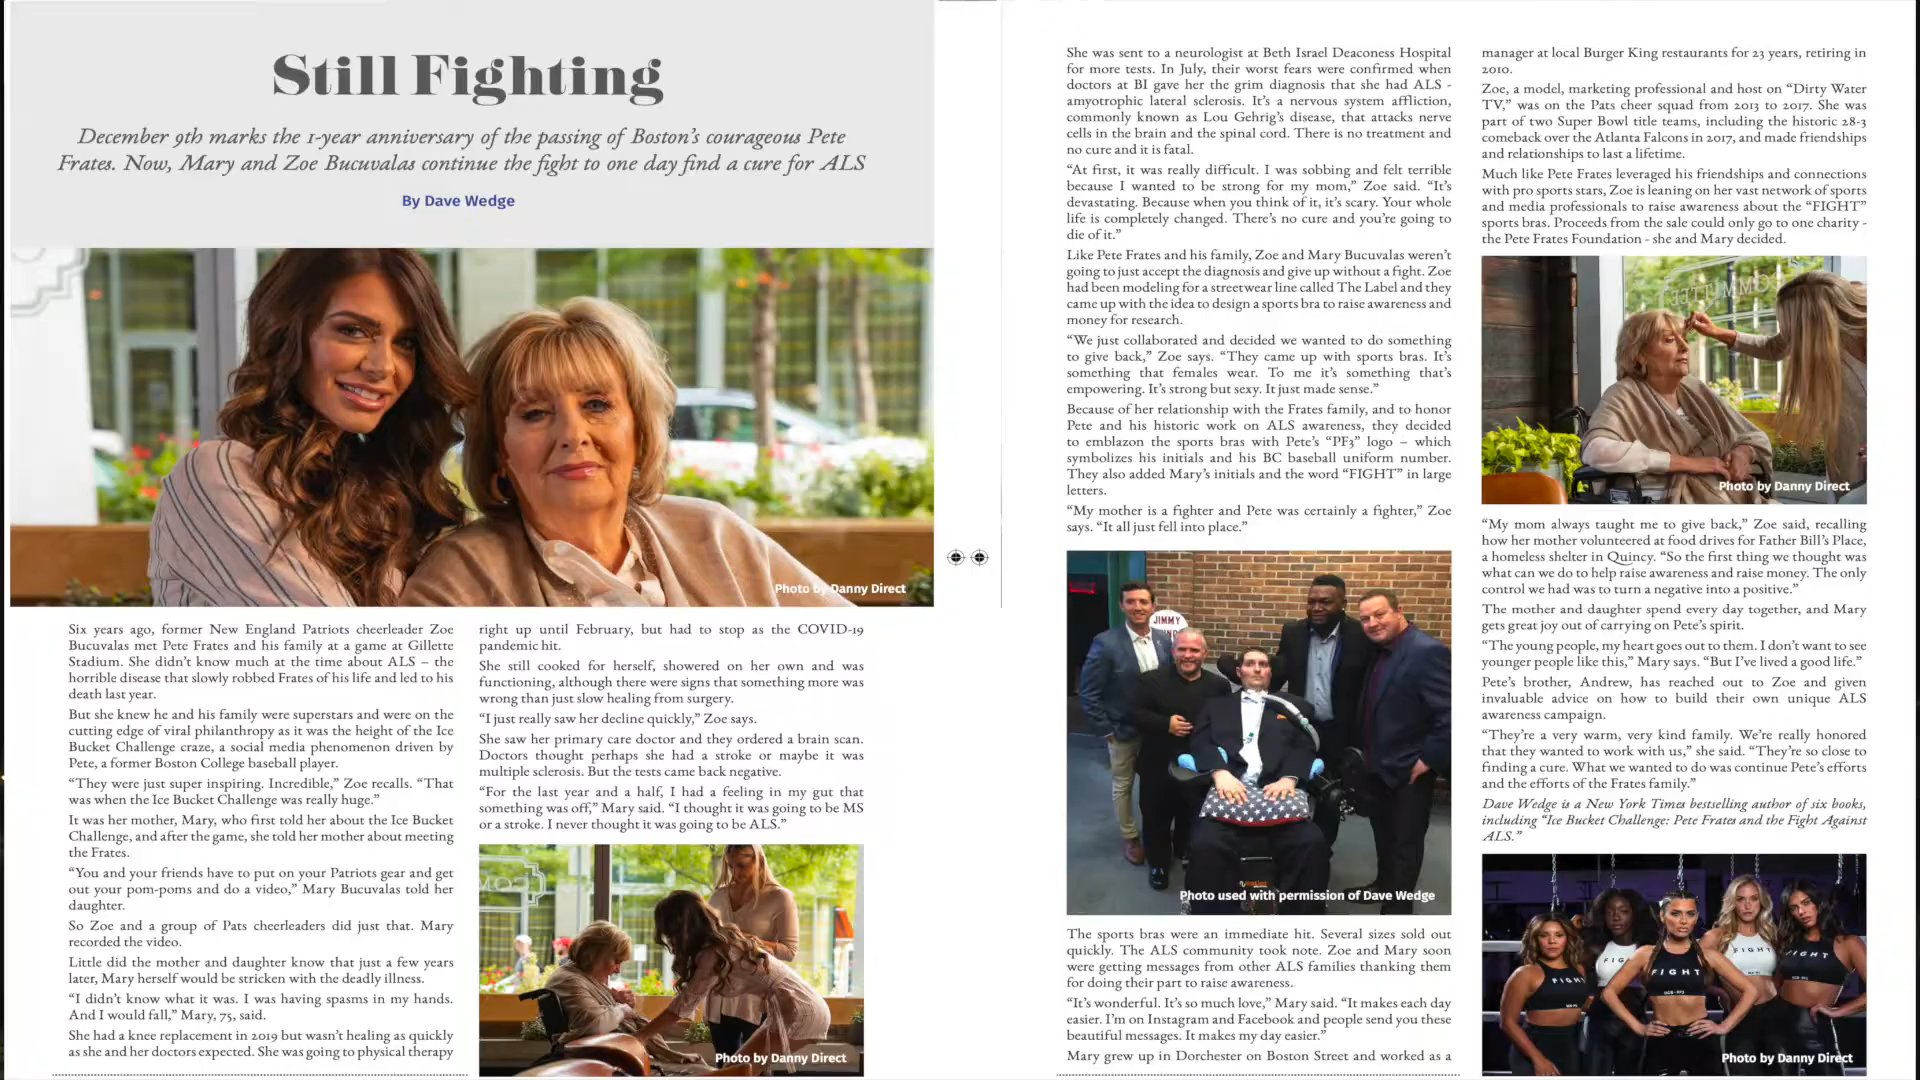 Still Fighting
December 9th marks the 1-year anniversary of the passing of Boston's courageous Pete
Frates. Now, Mary and Zoe Bucuvalas continue the fight to one day find a cure for ALS
By Dave Wedge
Photo by Danny Direct
Six years ago, former New England Patriots cheerleader Zoe
Bucuvalas met Pete Frates and his family at a game at Gillette
Stadium. She didn't know much at the time about ALS – the
horrible disease that slowly robbed Frates of his life and led to his
death last year.
But she knew he and his family were superstars and were on the
cutting edge of viral philanthropy as it was the height of the Ice
Bucket Challenge craze, a social media phenomenon driven by
Pete, a former Boston College baseball player.
“They were just super inspiring. Incredible,” Zoe recalls. “That
was when the Ice Bucket Challenge was really huge.”
It was her mother, Mary, who first told her about the Ice Bucket
Challenge, and after the game, she told her mother about meeting
the Frates.
“You and your friends have to put on your Patriots gear and get
out your pom-poms and do a video,” Mary Bucuvalas told her
daughter.
So Zoe and a group of Pats cheerleaders did just that. Mary
recorded the video.
Little did the mother and daughter know that just a few years
later, Mary herself would be stricken with the deadly illness.
“I didn't know what it was. I was having spasms in my hands.
And I would fall,” Mary, 75, said.
She had a knee replacement in 2019 but wasn't healing as quickly
as she and her doctors expected. She was going to physical therapy
right up until February, but had to stop as the COVID-19
pandemic hit.
She still cooked for herself, showered on her own and was
functioning, although there were signs that something more was
wrong than just slow healing from surgery.
“I just really saw her decline quickly,” Zoe says.
She saw her primary care doctor and they ordered a brain scan.
Doctors thought perhaps she had a stroke or maybe it was
multiple sclerosis. But the tests came back negative.
“For the last year and a half, I had a feeling in my gut that
something was off,” Mary said. “I thought it was going to be MS
or a stroke. I never thought it was going to be ALS.”
Photo by Danny Direct
She was sent to a neurologist at Beth Israel Deaconess Hospital
for more tests. In July, their worst fears were confirmed when
doctors at BI gave her the grim diagnosis that she had ALS -
amyotrophic lateral sclerosis. It's a nervous system affliction,
commonly known as Lou Gehrig's disease, that attacks nerve
cells in the brain and the spinal cord. There is no treatment and
no cure and it is fatal.
“At first, it was really difficult. I was sobbing and felt terrible
because I wanted to be strong for my mom,” Zoe said. “It's
devastating. Because when you think of it, it's scary. Your whole
life is completely changed. There's no cure and you're going to
die of it.”
Like Pete Frates and his family, Zoe and Mary Bucuvalas weren't
going to just accept the diagnosis and give up without a fight. Zoe
had been modeling for a streetwear line called The Label and they
came up with the idea to design a sports bra to raise awareness and
money for research.
“We just collaborated and decided we wanted to do something
to give back,” Zoe says. “They came up with sports bras. It's
something that females wear. To me it's something that's
empowering. It's strong but sexy. It just made sense.”
Because of her relationship with the Frates family, and to honor
Pete and his historic work on ALS awareness, they decided
to emblazon the sports bras with Pete's “PF3” logo – which
symbolizes his initials and his BC baseball uniform number.
They also added Mary's initials and the word “FIGHT” in large
letters.
“My mother is a fighter and Pete was certainly a fighter,” Zoe
says. “It all just fell into place.”
JIMMY
Photo used with permission of Dave Wedge
The sports bras were an immediate hit. Several sizes sold out
quickly. The ALS community took note. Zoe and Mary soon
were getting messages from other ALS families thanking them
for doing their part to raise awareness.
“It's wonderful. It's so much love,” Mary said. “It makes each day
easier. I'm on Instagram and Facebook and people send you these
beautiful messages. It makes my day easier.”
Mary grew up in Dorchester on Boston Street and worked as a
manager at local Burger King restaurants for 23 years, retiring in
2010.
Zoe, a model, marketing professional and host on “Dirty Water
TV,” was on the Pats cheer squad from 2013 to 2017. She was
part of two Super Bowl title teams, including the historic 28-3
comeback over the Atlanta Falcons in 2017, and made friendships
and relationships to last a lifetime.
Much like Pete Frates leveraged his friendships and connections
with pro sports stars, Zoe is leaning on her vast network of sports
and media professionals to raise awareness about the “FIGHT”
sports bras. Proceeds from the sale could only go to one charity -
the Pete Frates Foundation - she and Mary decided.
Photo by Danny Direct
“My mom always taught me to give back,” Zoe said, recalling
how her mother volunteered at food drives for Father Bill's Place,
a homeless shelter in Quincy. “So the first thing we thought was
what can we do to help raise awareness and raise money. The only
control we had was to turn a negative into a positive.”
The mother and daughter spend every day together, and Mary
gets great joy out of carrying on Pete's spirit.
“The young people, my heart goes out to them. I don't want to see
younger people like this,” Mary says. “But I've lived a good life.”
Pete's brother, Andrew, has reached out to Zoe and given
invaluable advice on how to build their own unique ALS
awareness campaign.
“They're a very warm, very kind family. We're really honored
that they wanted to work with us,” she said. “They're so close to
finding a cure. What we wanted to do was continue Pete's efforts
and the efforts of the Frates family.”
Dave Wedge is a New York Times bestselling author of six books,
including “Ice Bucket Challenge: Pete Frates and the Fight Against
ALS.”
FIGHT
FIGHT
FIGHT
FIGHT
Photo by Danny Direct